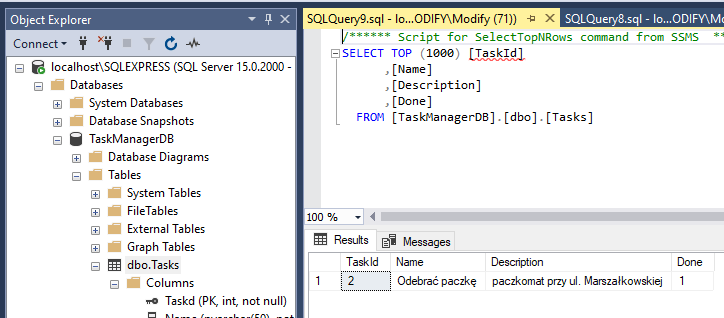 Object Explorer
Connect
localhost\SQLEXPRESS (SQL Server 15.0.2000 -
Databases
System Databases
Database Snapshots
TaskManagerDB
Database Diagrams
Tables
System Tables
FileTables
External Tables
Graph Tables
dbo.Tasks
Columns
Taskd (PK, int, not null)
SQLQuery9.sql - lo...ODIFY\Modify (71))
SQLQuery8.sql - lo...ODIFY
/****** Script for SelectTopNRows command from SSMS **
SELECT TOP (1000) [TaskId]
,[Name]
,[Description]
,[Done]
FROM [TaskManagerDB].[dbo].[Tasks]
100 %
Results Messages
TaskId Name Description Done
1 2 Odebrać paczkę paczkomat przy ul. Marszałkowskiej 1